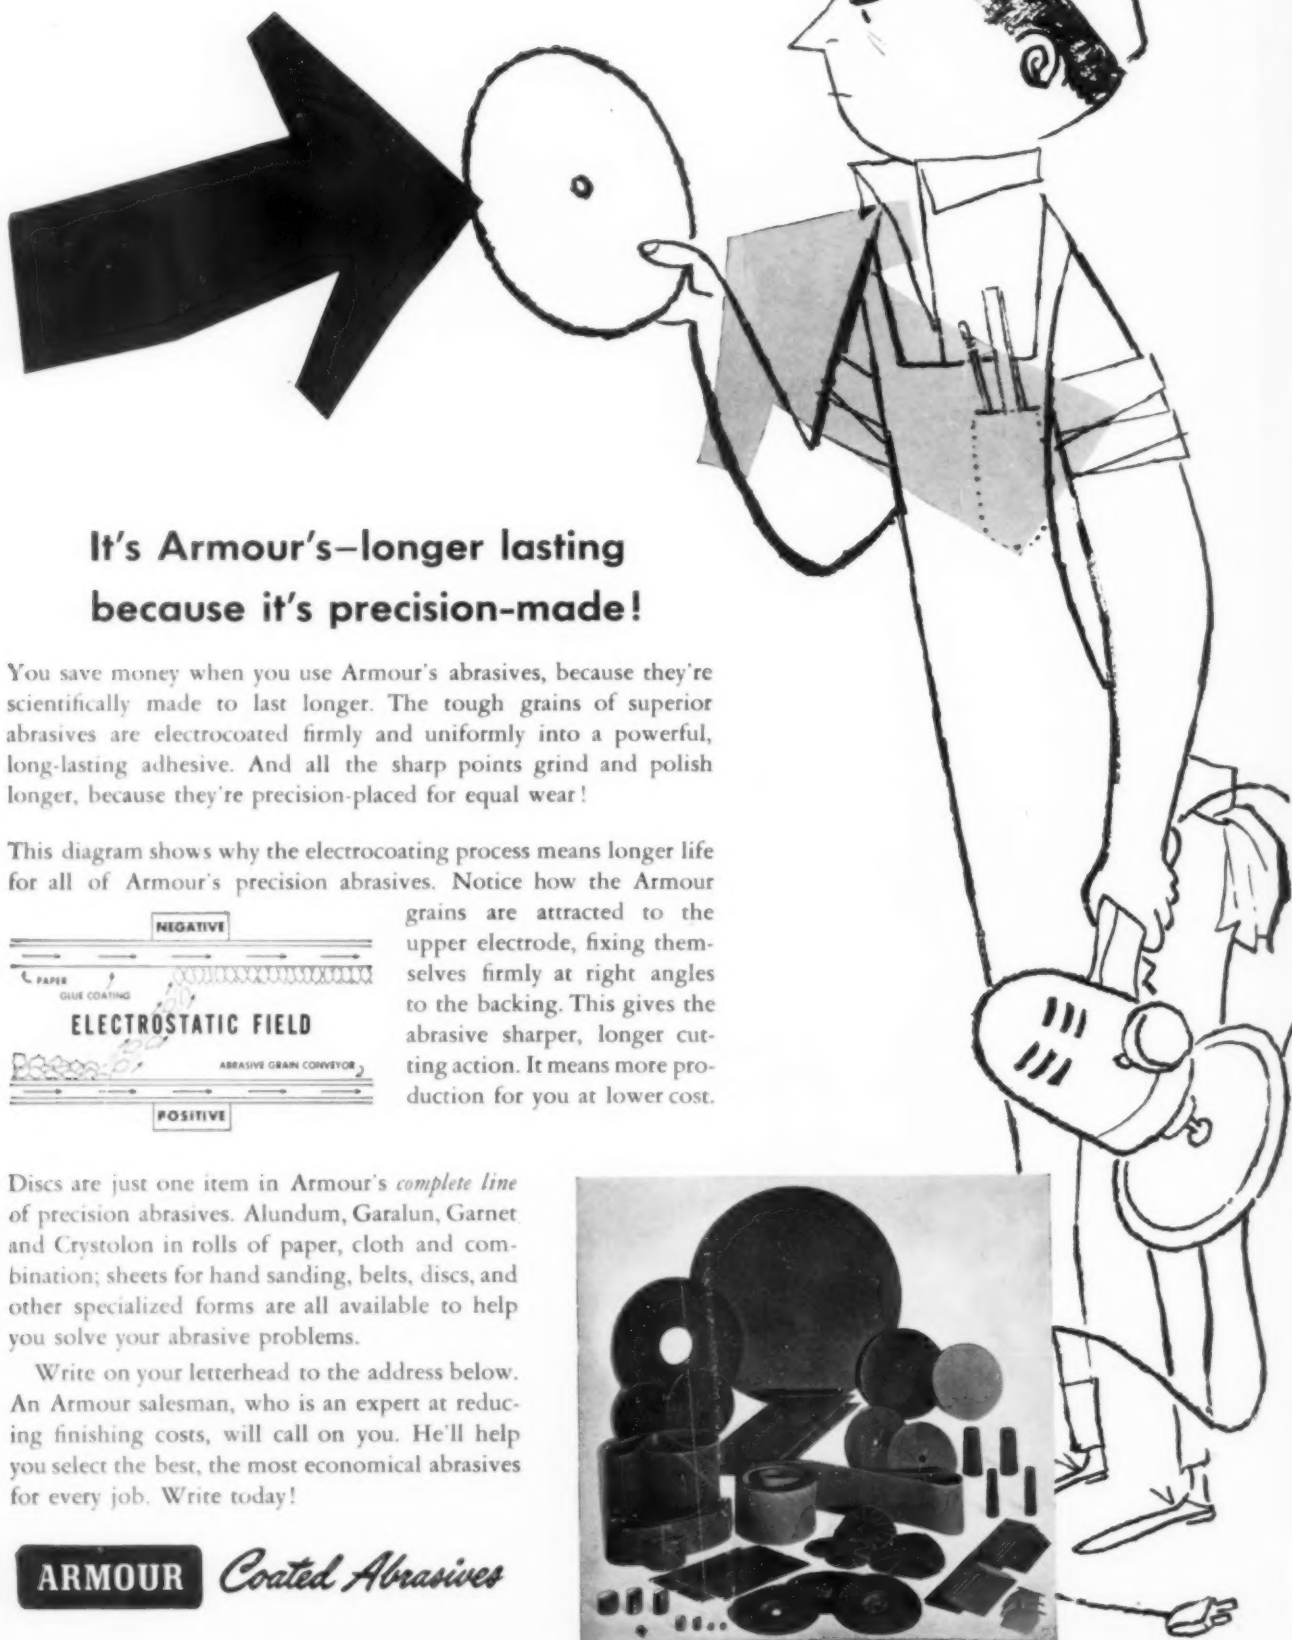 It's Armour's–longer lasting
because it's precision-made!
You save money when you use Armour's abrasives, because they're
scientifically made to last longer. The tough grains of superior
abrasives are electrocoated firmly and uniformly into a powerful,
long-lasting adhesive. And all the sharp points grind and polish
longer, because they're precision-placed for equal wear!
This diagram shows why the electrocoating process means longer life
for all of Armour's precision abrasives. Notice how the Armour
grains are attracted to the
upper electrode, fixing them-
selves firmly at right angles
to the backing. This gives the
abrasive sharper, longer cut-
ting action. It means more pro-
duction for you at lower cost.
NEGATIVE
PAPER
GLUE COATING
ELECTROSTATIC FIELD
ABRASIVE GRAIN CONVEYOR
POSITIVE
Discs are just one item in Armour's complete line
of precision abrasives. Alundum, Garalun, Garnet
and Crystolon in rolls of paper, cloth and com-
bination; sheets for hand sanding, belts, discs, and
other specialized forms are all available to help
you solve your abrasive problems.
Write on your letterhead to the address below.
An Armour salesman, who is an expert at reduc-
ing finishing costs, will call on you. He'll help
you select the best, the most economical abrasives
for every job. Write today!
ARMOUR Coated Abrasives